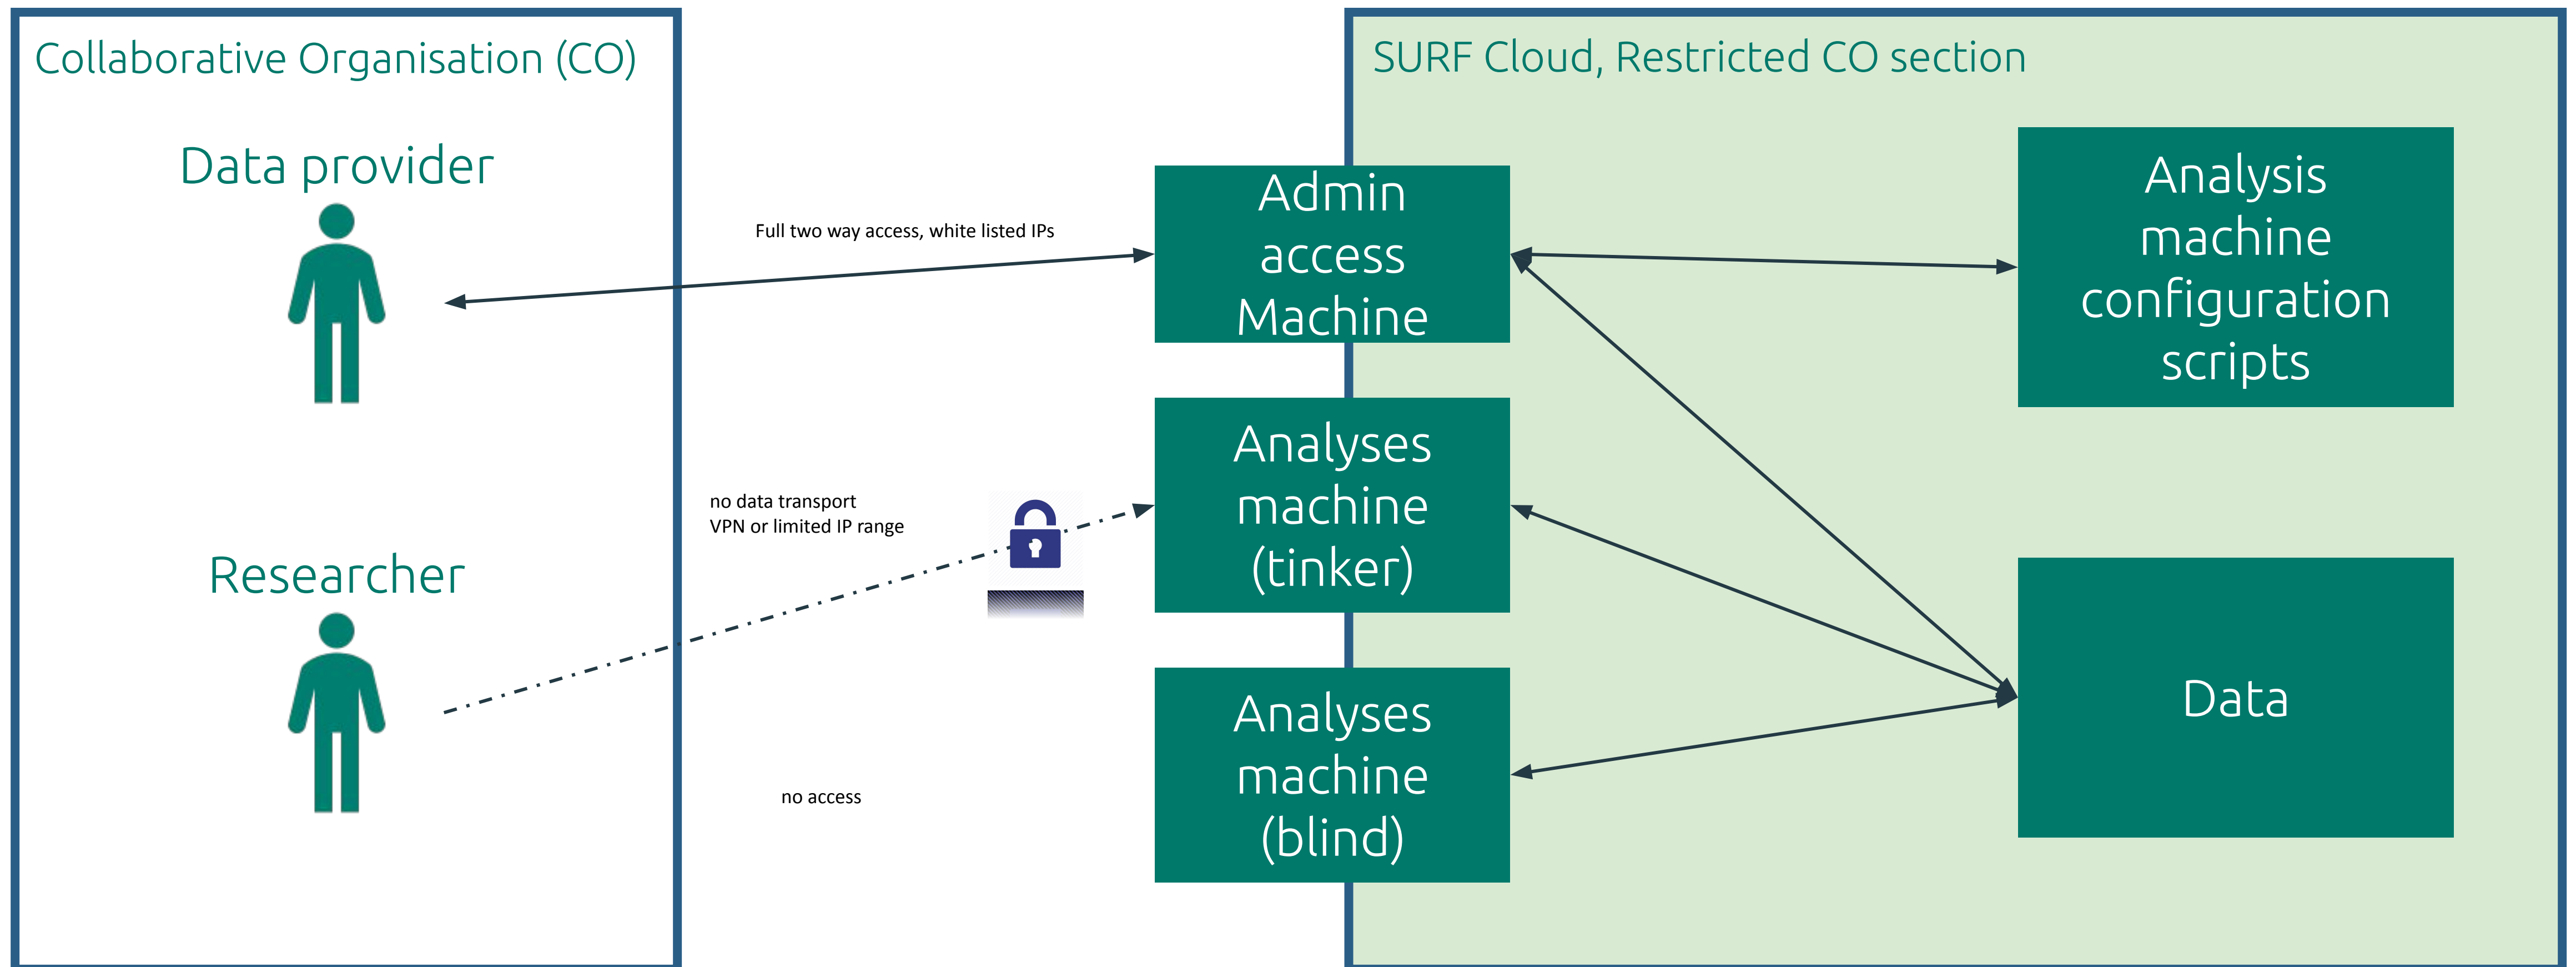 Collaborative Organisation (CO)
Data provider
Researcher
Full two way access, white listed IPs
no data transport
VPN or limited IP range
no access
SURF Cloud, Restricted CO section
Admin
access
Machine
Analyses
machine
(tinker)
Analyses
machine
(blind)
Analysis
machine
configuration
scripts
Data